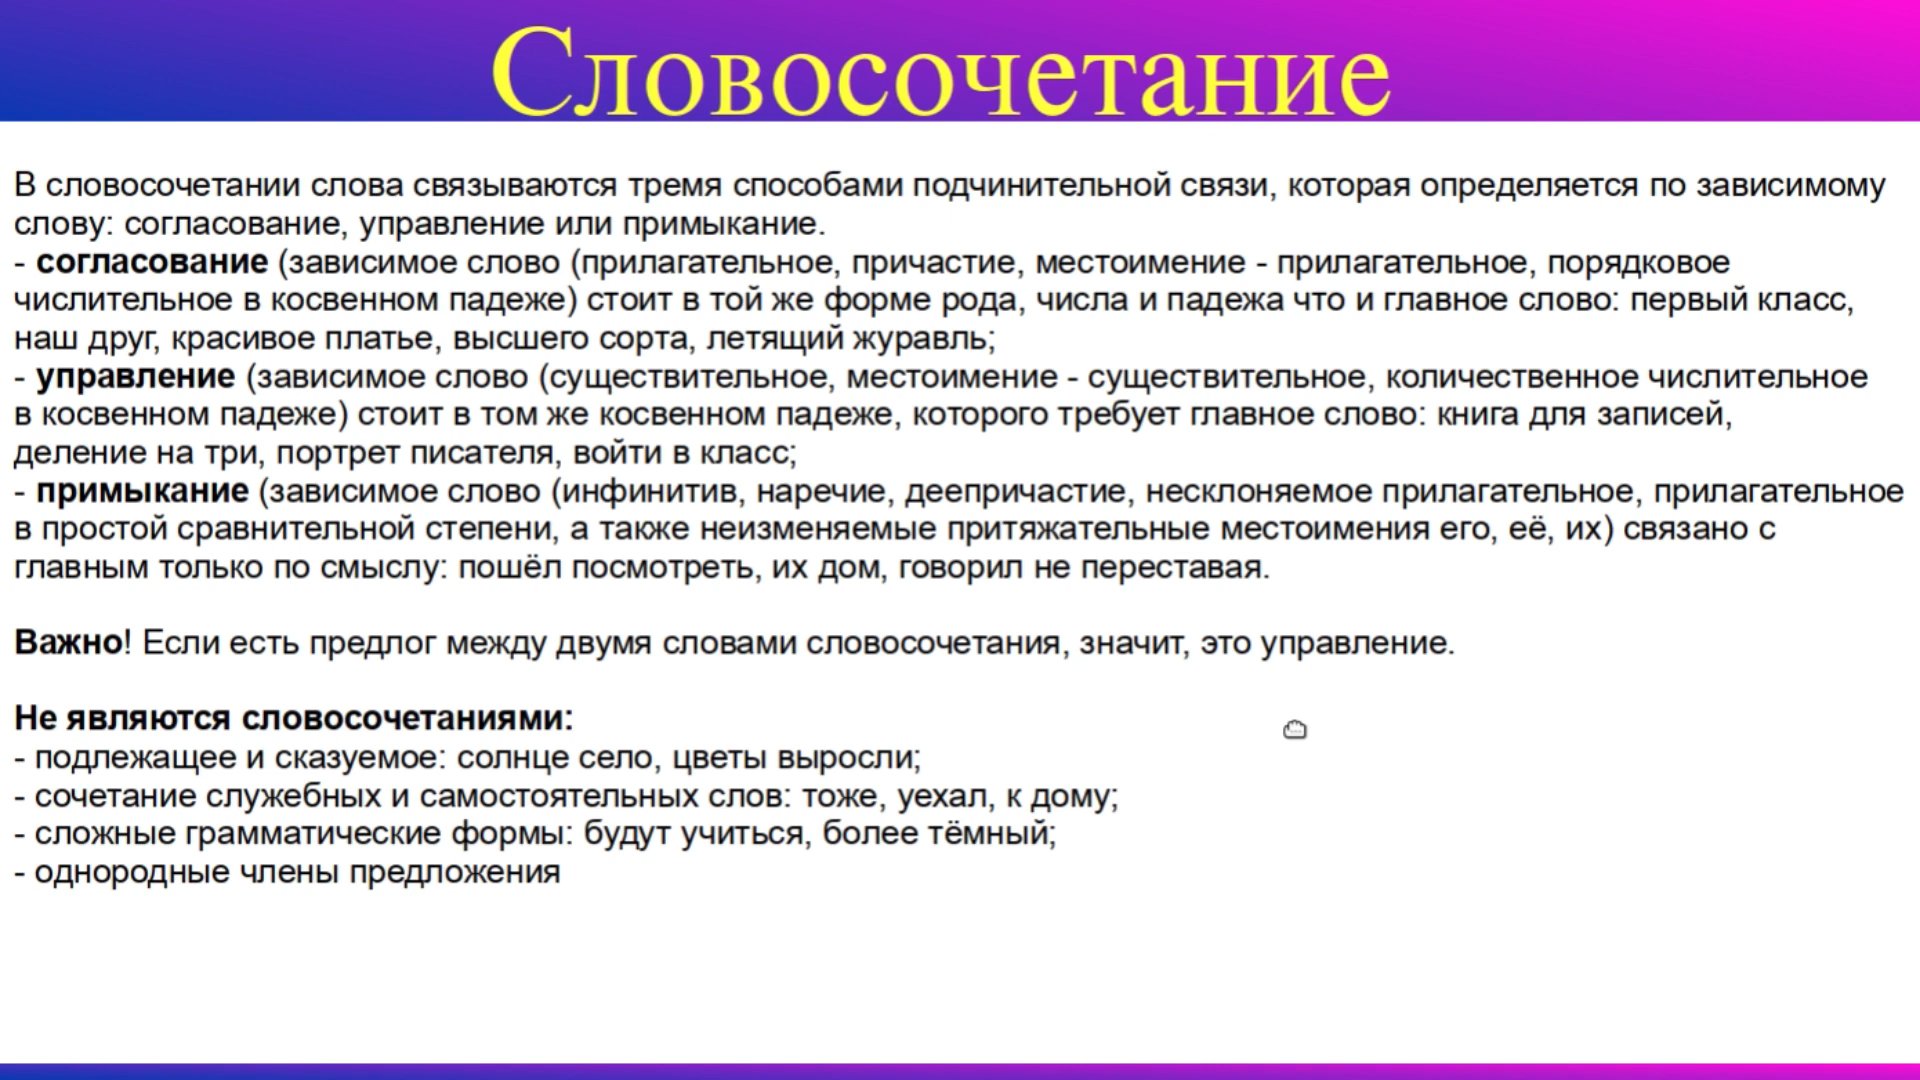 Словосочетание
В словосочетании слова связываются тремя способами подчинительной связи, которая определяется по зависимому
слову: согласование, управление или примыкание.
- согласование (зависимое слово (прилагательное, причастие, местоимение - прилагательное, порядковое
числительное в косвенном падеже) стоит в той же форме рода, числа и падежа что и главное слово: первый класс,
наш друг, красивое платье, высшего сорта, летящий журавль;
- управление (зависимое слово (существительное, местоимение - существительное, количественное числительное
в косвенном падеже) стоит в том же косвенном падеже, которого требует главное слово: книга для записей,
деление на три, портрет писателя, войти в класс;
- примыкание (зависимое слово (инфинитив, наречие, деепричастие, несклоняемое прилагательное, прилагательное
в простой сравнительной степени, а также неизменяемые притяжательные местоимения его, её, их) связано с
главным только по смыслу: пошёл посмотреть, их дом, говорил не переставая.
Важно! Если есть предлог между двумя словами словосочетания, значит, это управление.
Не являются словосочетаниями:
- подлежащее и сказуемое: солнце село, цветы выросли;
- сочетание служебных и самостоятельных слов: тоже, уехал, к дому;
- сложные грамматические формы: будут учиться, более тёмный;
- однородные члены предложения